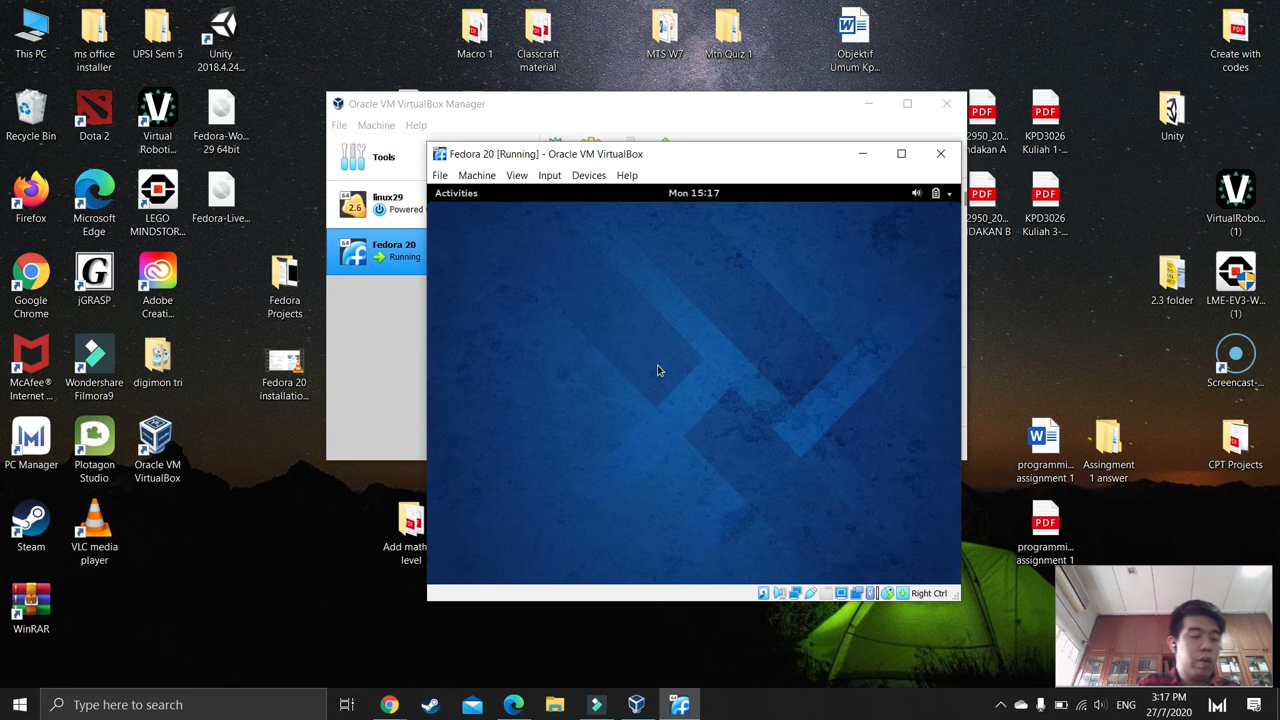 This PC
ms office
installer
UPSI Sem 5
Unity
2018.4.24...
Macro 1
Classcraft
material
MTS W7
Mtn Quiz 1
Objektif
Umum Kp...
Create with
codes
Recycle Bin
Dota 2
Virtual
Roboti...
Fedora-Wo...
29 64bit
2950_20...
ndakan A
KPD3026
Kuliah 1-...
Unity
Firefox
Microsoft
Edge
LEGO
MINDSTOR...
Fedora-Live...
2950_20...
NDAKAN B
KPD3026
Kuliah 3-...
VirtualRobo...
(1)
Google
Chrome
jGRASP
Adobe
Creati...
Fedora
Projects
2.3 folder
LME-EV3-W...
(1)
McAfee®
Internet ...
Wondershare
Filmora9
digimon tri
Fedora 20
installatio...
Screencast-...
PC Manager
Plotagon
Studio
Oracle VM
VirtualBox
programmi...
assignment 1
Assingment
1 answer
CPT Projects
Steam
VLC media
player
Add math
level
programmi...
assignment 1
WinRAR
Oracle VM VirtualBox Manager
File Machine Help
Tools
linux29
Powered
Fedora 20
Running
Fedora 20 [Running] - Oracle VM VirtualBox
File Machine View Input Devices Help
Activities Mon 15:17
Right Ctrl
Type here to search
ENG
3:17 PM
27/7/2020